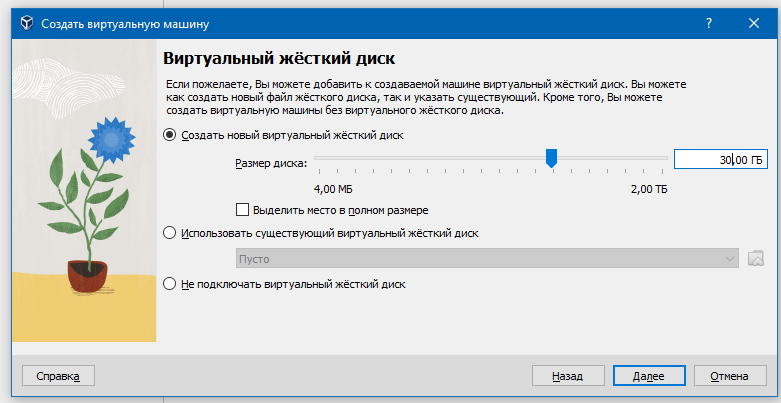 Создать виртуальную машину
Виртуальный жёсткий диск
Если пожелаете, Вы можете добавить к создаваемой машине виртуальный жёсткий диск. Вы можете
как создать новый файл жёсткого диска, так и указать существующий. Кроме того, Вы можете
создать виртуальную машины без виртуального жёсткого диска.
Создать новый виртуальный жёсткий диск
Размер диска:
30,00 ГБ
4,00 МБ
2,00 ТБ
Выделить место в полном размере
Использовать существующий виртуальный жёсткий диск
Пусто
Не подключать виртуальный жёсткий диск
Справка
Назад
Далее
Отмена